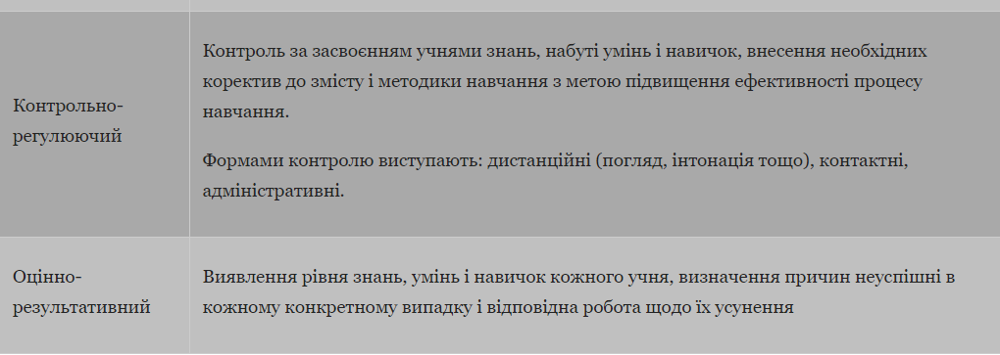 Контрольно-
регулюючий
Контроль за засвоєнням учнями знань, набуті умінь і навичок, внесення необхідних
коректив до змісту і методики навчання з метою підвищення ефективності процесу
навчання.
Формами контролю виступають: дистанційні (погляд, інтонація тощо), контактні,
адміністративні.
Оцінно-
результативний
Виявлення рівня знань, умінь і навичок кожного учня, визначення причин неуспішні в
кожному конкретному випадку і відповідна робота щодо їх усунення